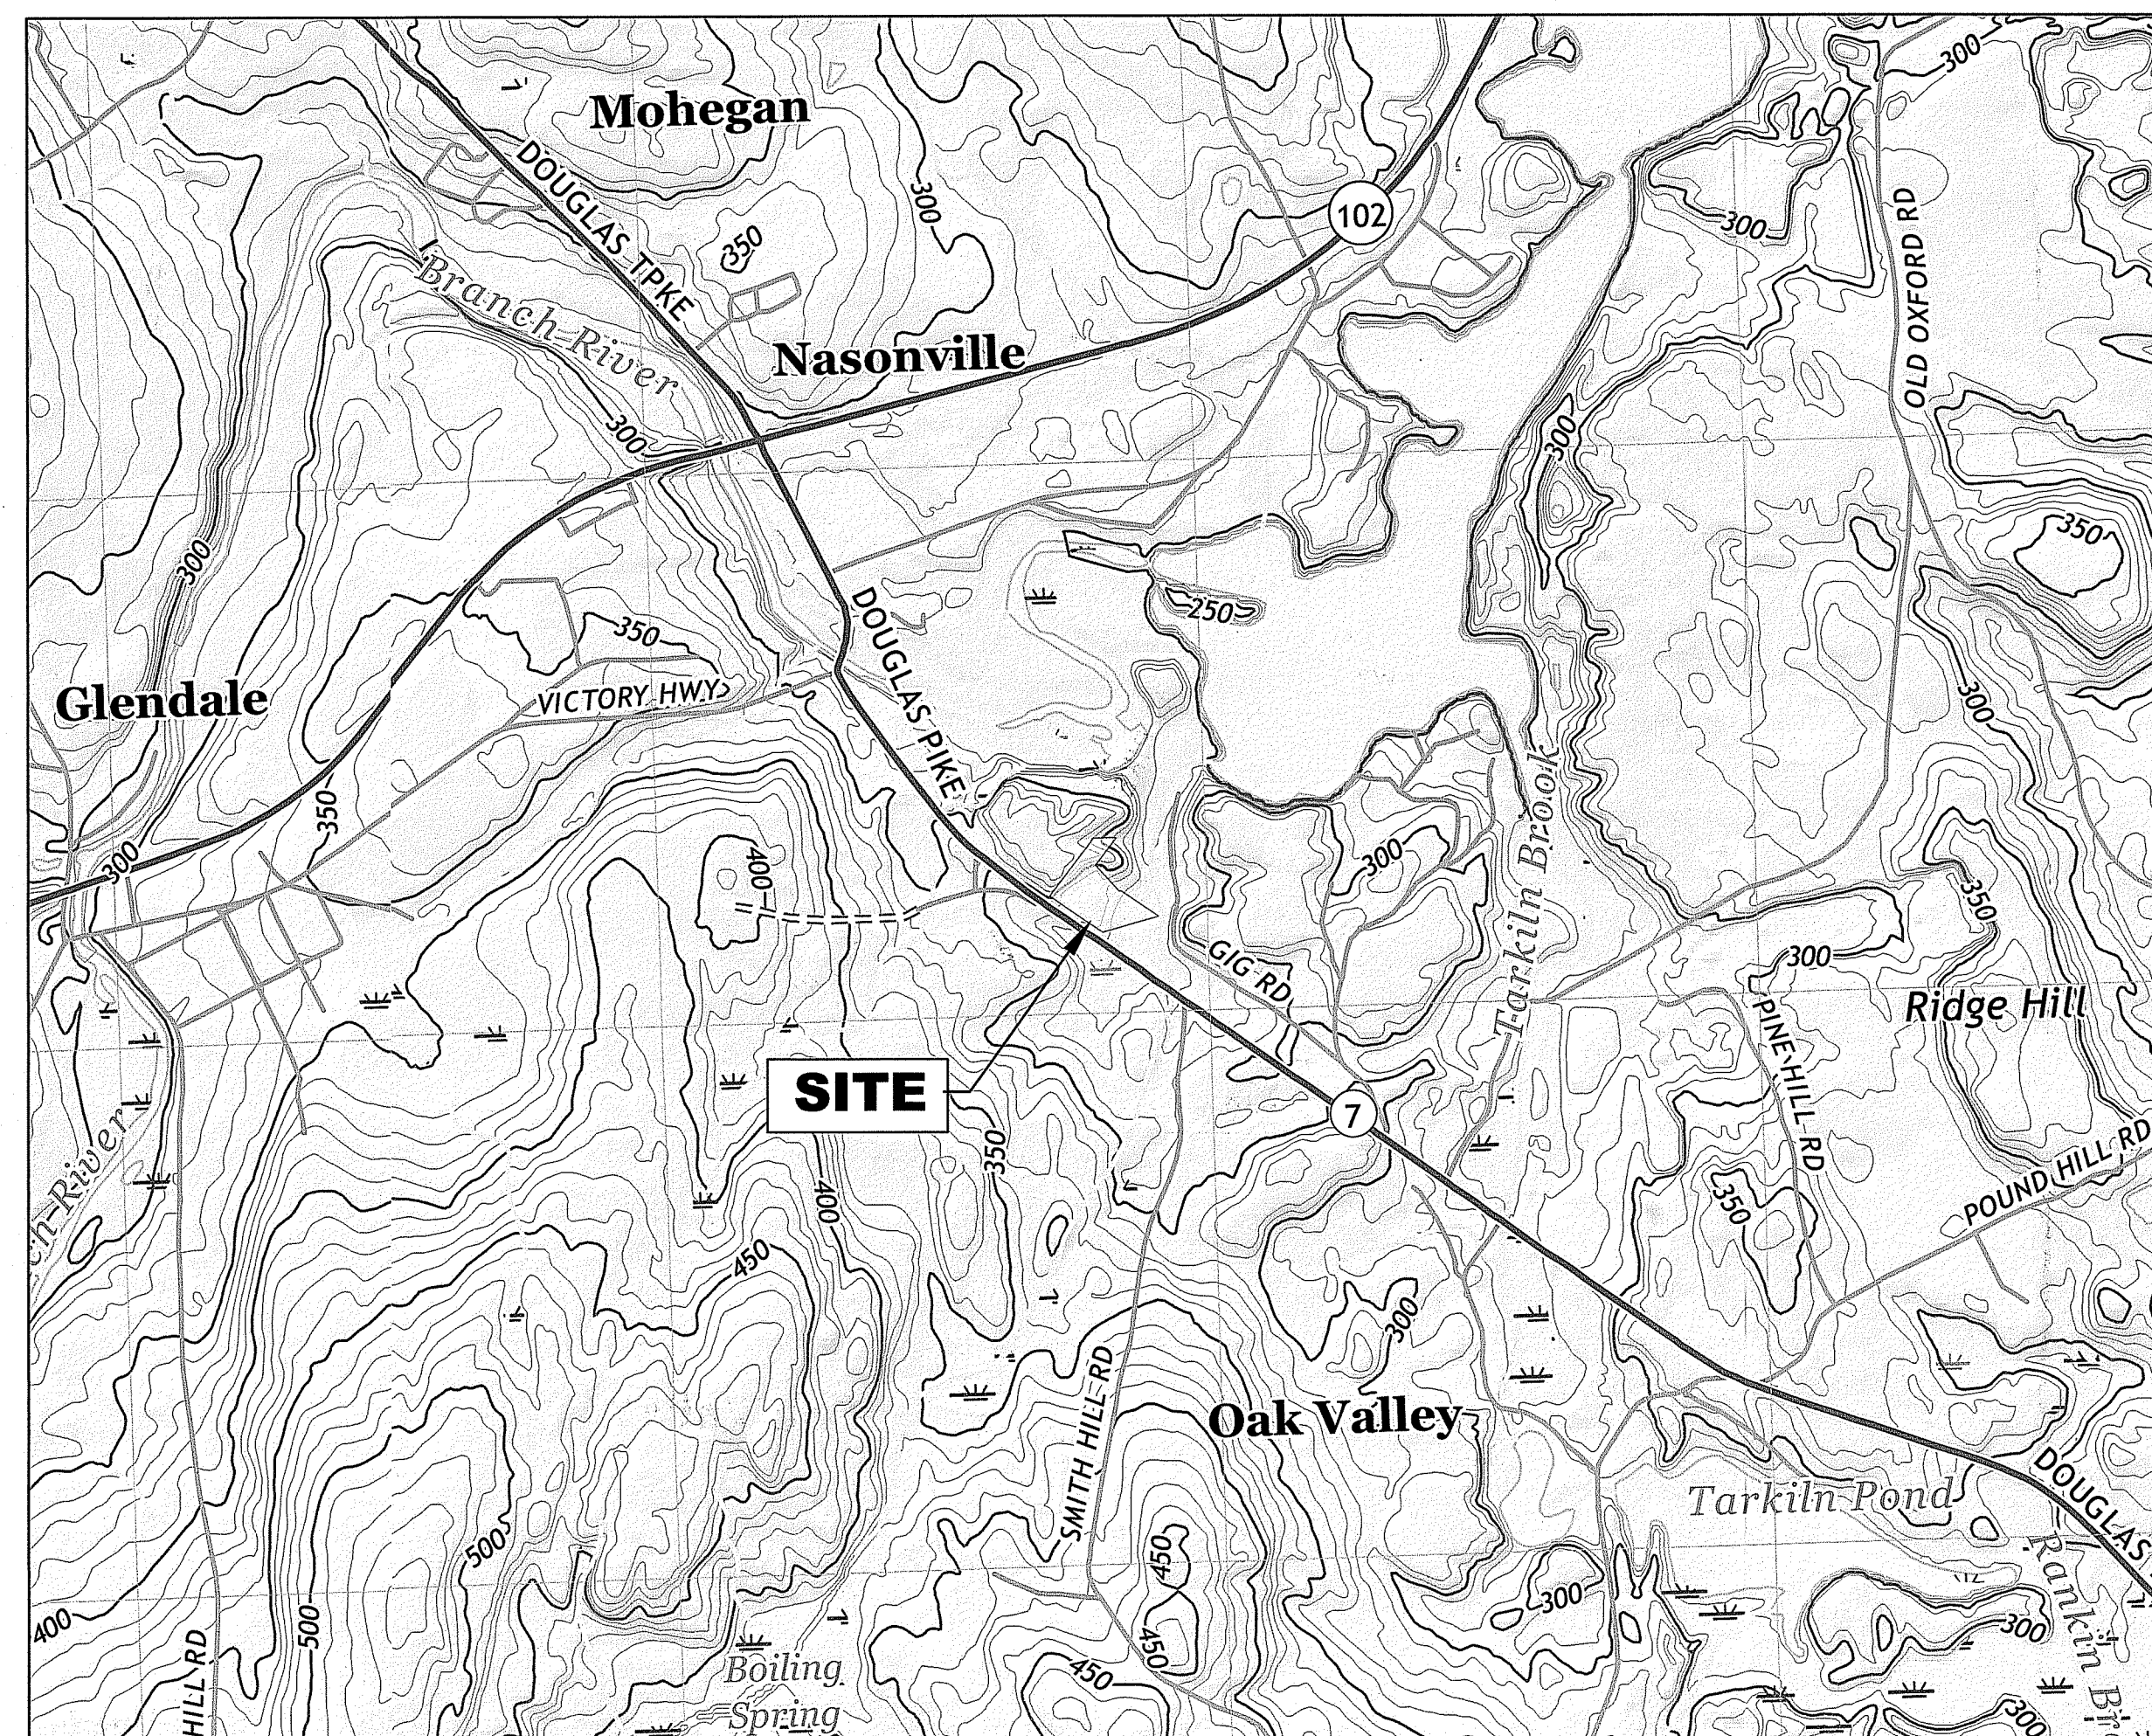 300
Mohegan
102
DOUGLAS TPKE
300
300
OLD OXFORD RD
350
Branch River
Nasonville
300
300
350
300
250
350
DOUGLAS PIKE
VICTORY HWY
Glendale
300
Tarkiln Brook
350
300
400
300
350
GIG RD
300
Ridge Hill
PINE HILL RD
SITE
7
350
POUND HILL RD
400
350
450
300
SMITH HILL RD
Oak Valley
Tarkiln Pond
DOUGLAS
500
450
300
400
500
HILL RD
450
450
300
Boiling
Spring
300